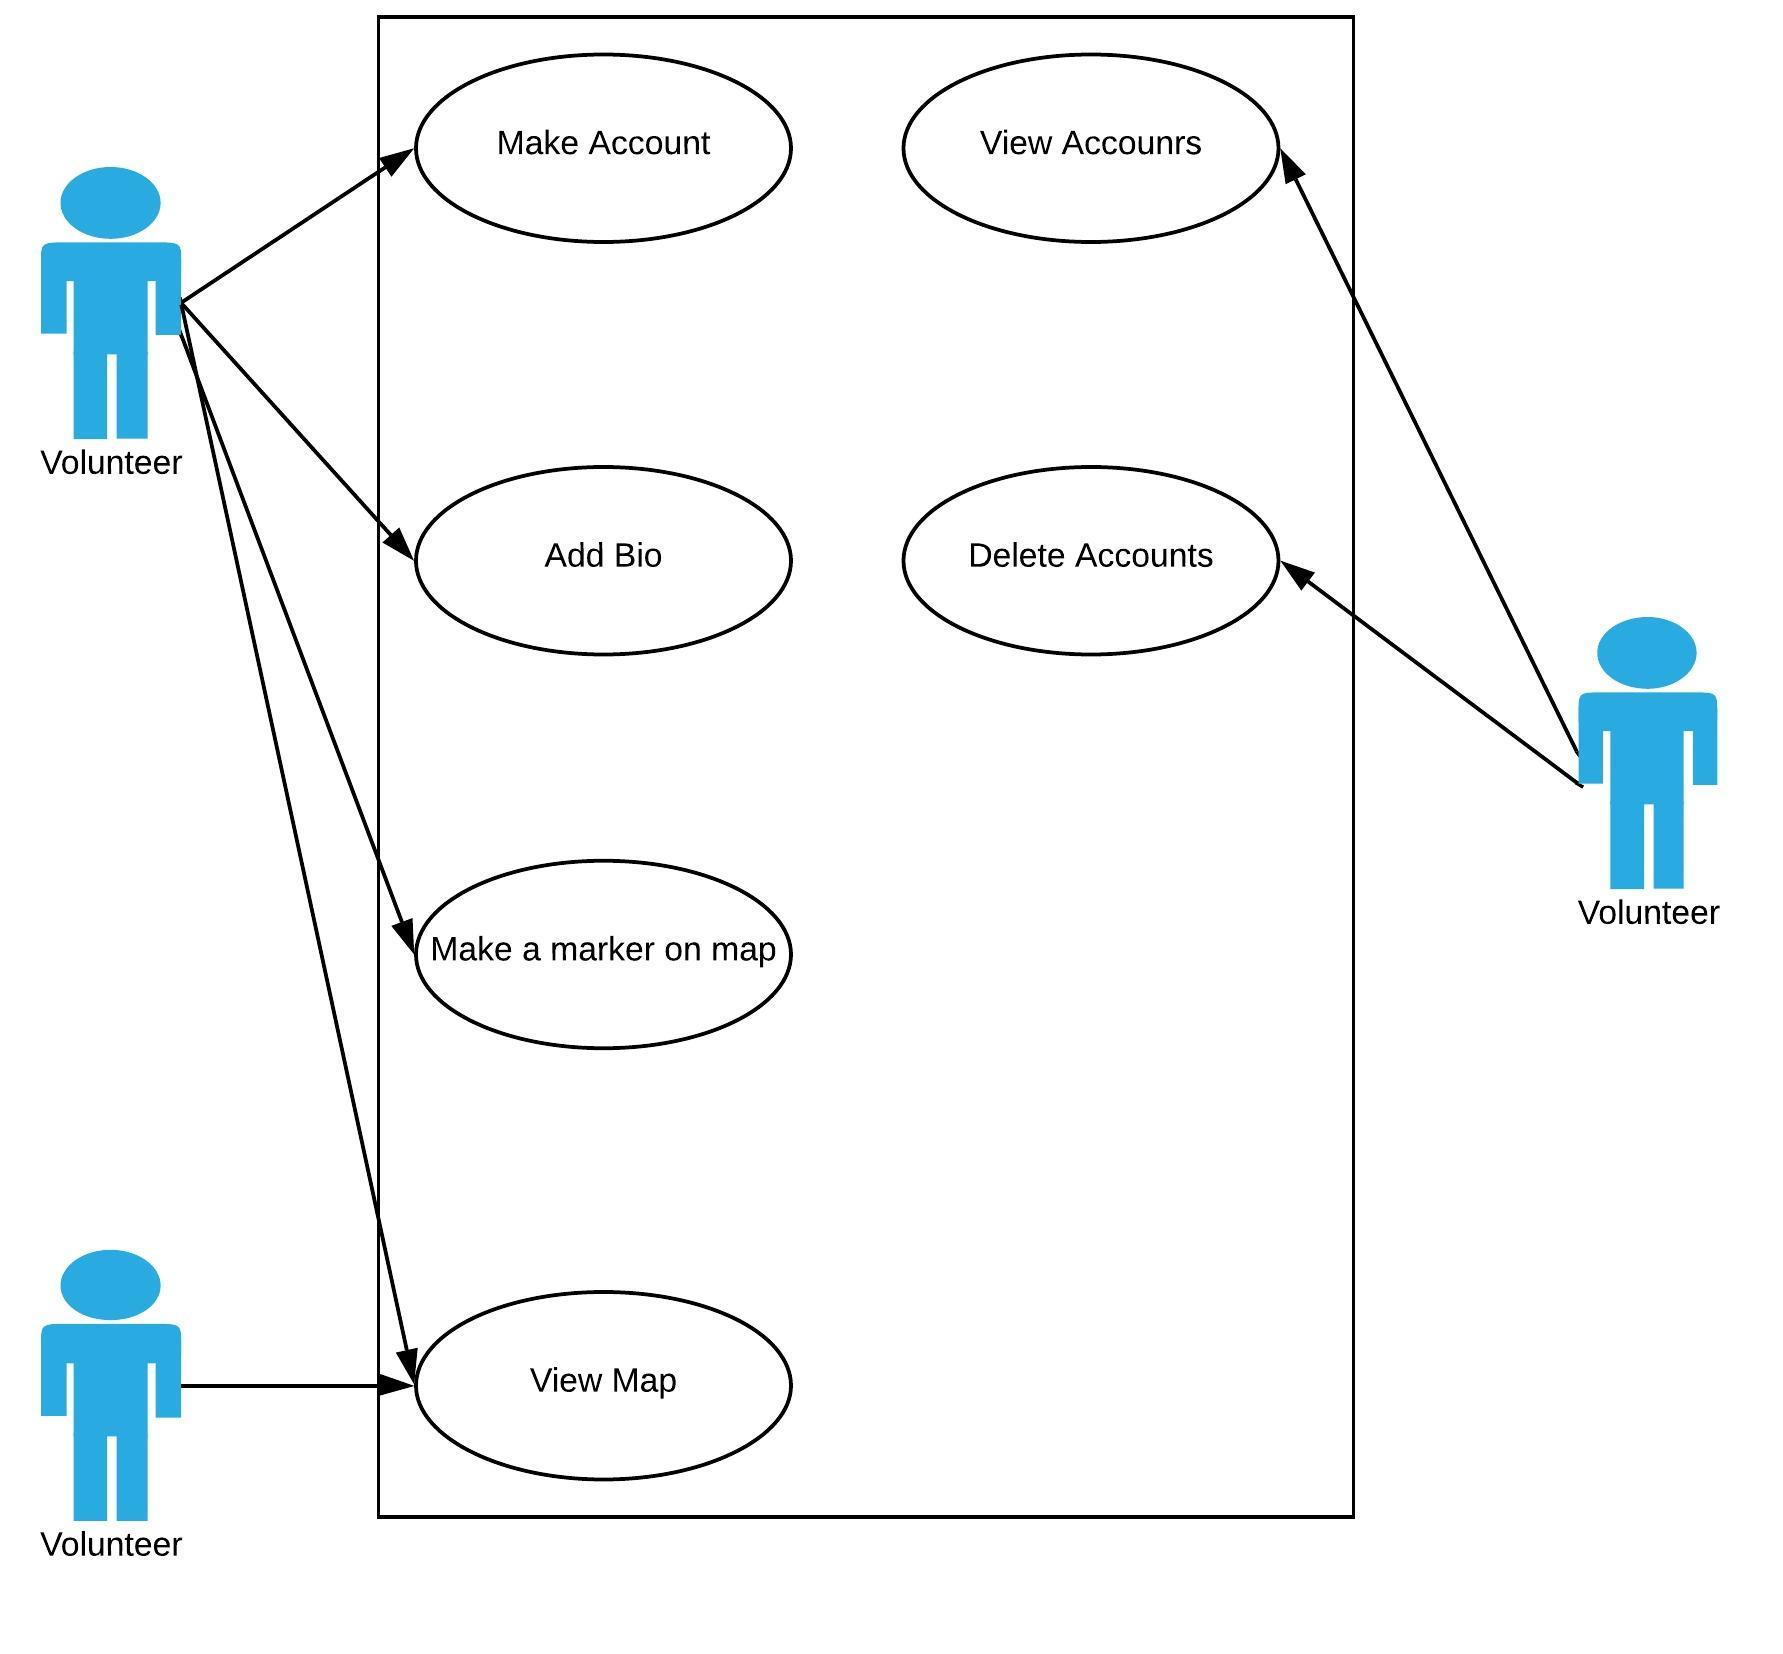 Make Account
View Accounrs
Volunteer
Add Bio
Delete Accounts
Volunteer
Make a marker on map
View Map
Volunteer